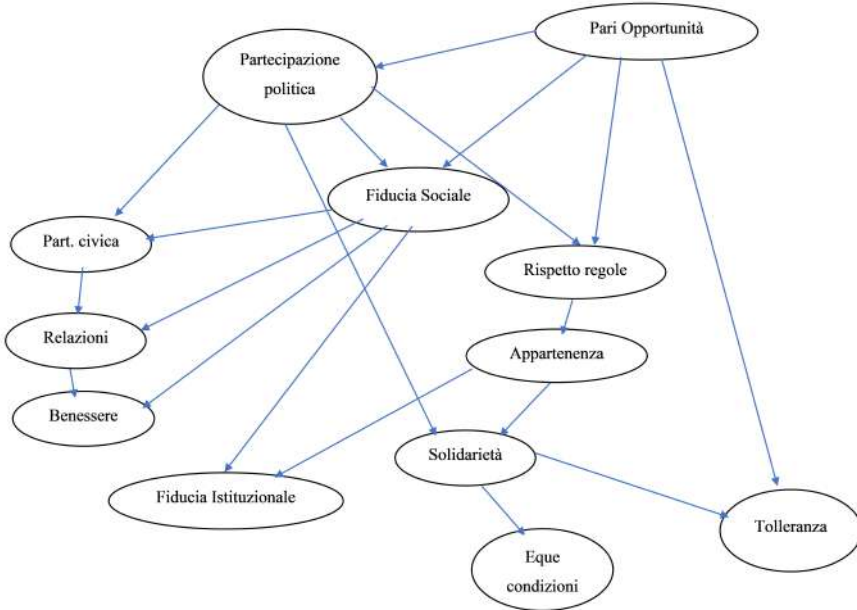 Pari Opportunità
Partecipazione
politica
Fiducia Sociale
Part. civica
Rispetto regole
Relazioni
Appartenenza
Benessere
Solidarietà
Fiducia Istituzionale
Tolleranza
Eque
condizioni